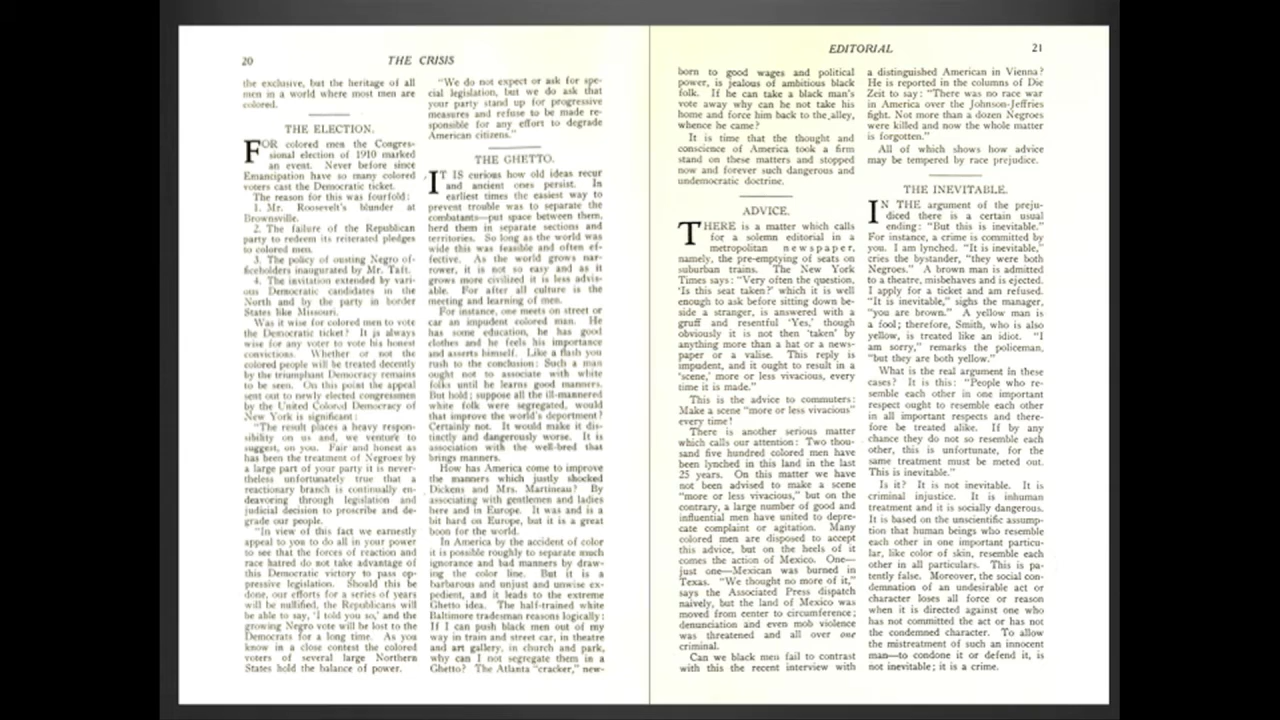 20
THE CRISIS
the exclusive, but the heritage of all
men in a world where most men are
colored.
THE ELECTION.
FOR colored men the Congres-
sional election of 1910 marked
an event. Never before since
Emancipation have so many colored
voters cast the Democratic ticket.
The reason for this was fourfold:
1. Mr. Roosevelt's blunder at
Brownsville.
2. The failure of the Republican
party to redeem its reiterated pledges
to colored men.
3. The policy of ousting Negro of-
ficeholders inaugurated by Mr. Taft.
4. The invitation extended by vari-
ous Democratic candidates in the
North and by the party in border
States like Missouri.
Was it wise for colored men to vote
the Democratic ticket? It is always
wise for any voter to vote his honest
convictions. Whether or not the
colored people will be treated decently
by the triumphant Democracy remains
to be seen. On this point the appeal
sent out to newly elected congressmen
by the United Colored Democracy of
New York is significant:
"The result places a heavy respon-
sibility on us and, we venture to
suggest, on you. Fair and honest as
has been the treatment of Negroes by
a large part of your party it is never-
theless unfortunately true that a
reactionary branch is continually en-
deavoring through legislation and
judicial decision to proscribe and de-
grade our people.
"In view of this fact we earnestly
appeal to you to do all in your power
to see that the forces of reaction and
race hatred do not take advantage of
this Democratic victory to pass op-
pressive legislation. Should this be
done, our efforts for a series of years
will be nullified, the Republicans will
be able to say, 'I told you so,' and the
growing Negro vote will be lost to the
Democrats for a long time. As you
know in a close contest the colored
voters of several large Northern
States hold the balance of power.
"We do not expect or ask for spe-
cial legislation, but we do ask that
your party stand up for progressive
measures and refuse to be made re-
sponsible for any effort to degrade
American citizens."
THE GHETTO.
IT IS curious how old ideas recur
and ancient ones persist. In
earliest times the easiest way to
prevent trouble was to separate the
combatants—put space between them,
herd them in separate sections and
territories. So long as the world was
wide this was feasible and often ef-
fective. As the world grows nar-
rower, it is not so easy and as it
grows more civilized it is less advis-
able. For after all culture is the
meeting and learning of men.
For instance, one meets on street or
car an impudent colored man. He
has some education, he has good
clothes and he feels his importance
and asserts himself. Like a flash you
rush to the conclusion: Such a man
ought not to associate with white
folks until he learns good manners.
But hold; suppose all the ill-mannered
white folk were segregated, would
that improve the world's deportment?
Certainly not. It would make it dis-
tinctly and dangerously worse. It is
association with the well-bred that
brings manners.
How has America come to improve
the manners which justly shocked
Dickens and Mrs. Martineau? By
associating with gentlemen and ladies
here and in Europe. It was and is a
bit hard on Europe, but it is a great
boon for the world.
In America by the accident of color
it is possible roughly to separate much
ignorance and bad manners by draw-
ing the color line. But it is a
barbarous and unjust and unwise ex-
pedient, and it leads to the extreme
Ghetto idea. The half-trained white
Baltimore tradesman reasons logically:
If I can push black men out of my
way in train and street car, in theatre
and art gallery, in church and park,
why can I not segregate them in a
Ghetto? The Atlanta "cracker," new-
EDITORIAL
21
born to good wages and political
power, is jealous of ambitious black
folk. If he can take a black man's
vote away why can he not take his
home and force him back to the alley,
whence he came?
It is time that the thought and
conscience of America took a firm
stand on these matters and stopped
now and forever such dangerous and
undemocratic doctrine.
ADVICE.
THERE is a matter which calls
for a solemn editorial in a
metropolitan newspaper,
namely, the pre-emptying of seats on
suburban trains. The New York
Times says: "Very often the question,
'Is this seat taken?' which it is well
enough to ask before sitting down be-
side a stranger, is answered with a
gruff and resentful 'Yes,' though
obviously it is not then 'taken' by
anything more than a hat or a news-
paper or a valise. This reply is
impudent, and it ought to result in a
'scene,' more or less vivacious, every
time it is made."
This is the advice to commuters:
Make a scene "more or less vivacious"
every time!
There is another serious matter
which calls our attention: Two thou-
sand five hundred colored men have
been lynched in this land in the last
25 years. On this matter we have
not been advised to make a scene
"more or less vivacious," but on the
contrary, a large number of good and
influential men have united to depre-
cate complaint or agitation. Many
colored men are disposed to accept
this advice, but on the heels of it
comes the action of Mexico. One—
just one—Mexican was burned in
Texas. "We thought no more of it,"
says the Associated Press dispatch
naively, but the land of Mexico was
moved from center to circumference;
denunciation and even mob violence
was threatened and all over one
criminal.
Can we black men fail to contrast
with this the recent interview with
a distinguished American in Vienna?
He is reported in the columns of Die
Zeit to say: "There was no race war
in America over the Johnson-Jeffries
fight. Not more than a dozen Negroes
were killed and now the whole matter
is forgotten."
All of which shows how advice
may be tempered by race prejudice.
THE INEVITABLE.
IN THE argument of the preju-
diced there is a certain usual
ending: "But this is inevitable."
For instance, a crime is committed by
you. I am lynched. "It is inevitable,"
cries the bystander, "they were both
Negroes." A brown man is admitted
to a theatre, misbehaves and is ejected.
I apply for a ticket and am refused.
"It is inevitable," sighs the manager,
"you are brown." A yellow man is
a fool; therefore, Smith, who is also
yellow, is treated like an idiot. "I
am sorry," remarks the policeman,
"but they are both yellow."
What is the real argument in these
cases? It is this: "People who re-
semble each other in one important
respect ought to resemble each other
in all important respects and there-
fore be treated alike. If by any
chance they do not so resemble each
other, this is unfortunate, for the
same treatment must be meted out.
This is inevitable."
Is it? It is not inevitable. It is
criminal injustice. It is inhuman
treatment and it is socially dangerous.
It is based on the unscientific assump-
tion that human beings who resemble
each other in one important particu-
lar, like color of skin, resemble each
other in all particulars. This is pa-
tently false. Moreover, the social con-
demnation of an undesirable act or
character loses all force or reason
when it is directed against one who
has not committed the act or has not
the condemned character. To allow
the mistreatment of such an innocent
man—to condone it or defend it, is
not inevitable; it is a crime.